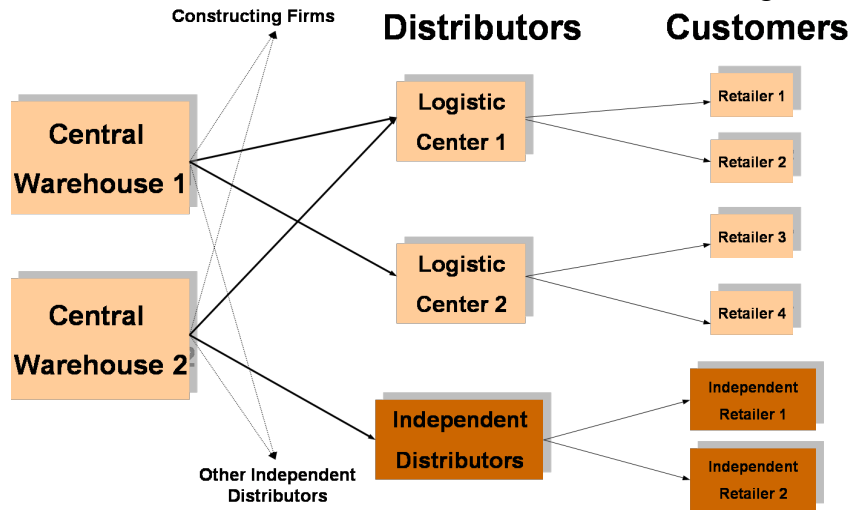 Constructing Firms
Distributors
Customers
Central
Warehouse 1
Central
Warehouse 2
Logistic
Center 1
Logistic
Center 2
Independent
Distributors
Other Independent
Distributors
Retailer 1
Retailer 2
Retailer 3
Retailer 4
Independent
Retailer 1
Independent
Retailer 2